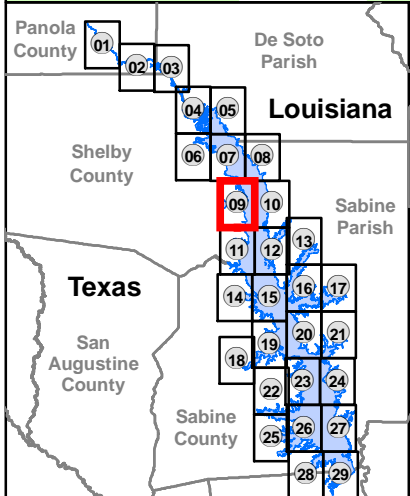 Panola
County
01
02
03
De Soto
Parish
04
05
Louisiana
06
07
08
Shelby
County
09
10
Sabine
Parish
11
12
13
Texas
14
15
16
17
San
Augustine
County
18
19
20
21
22
23
24
Sabine
County
25
26
27
28
29